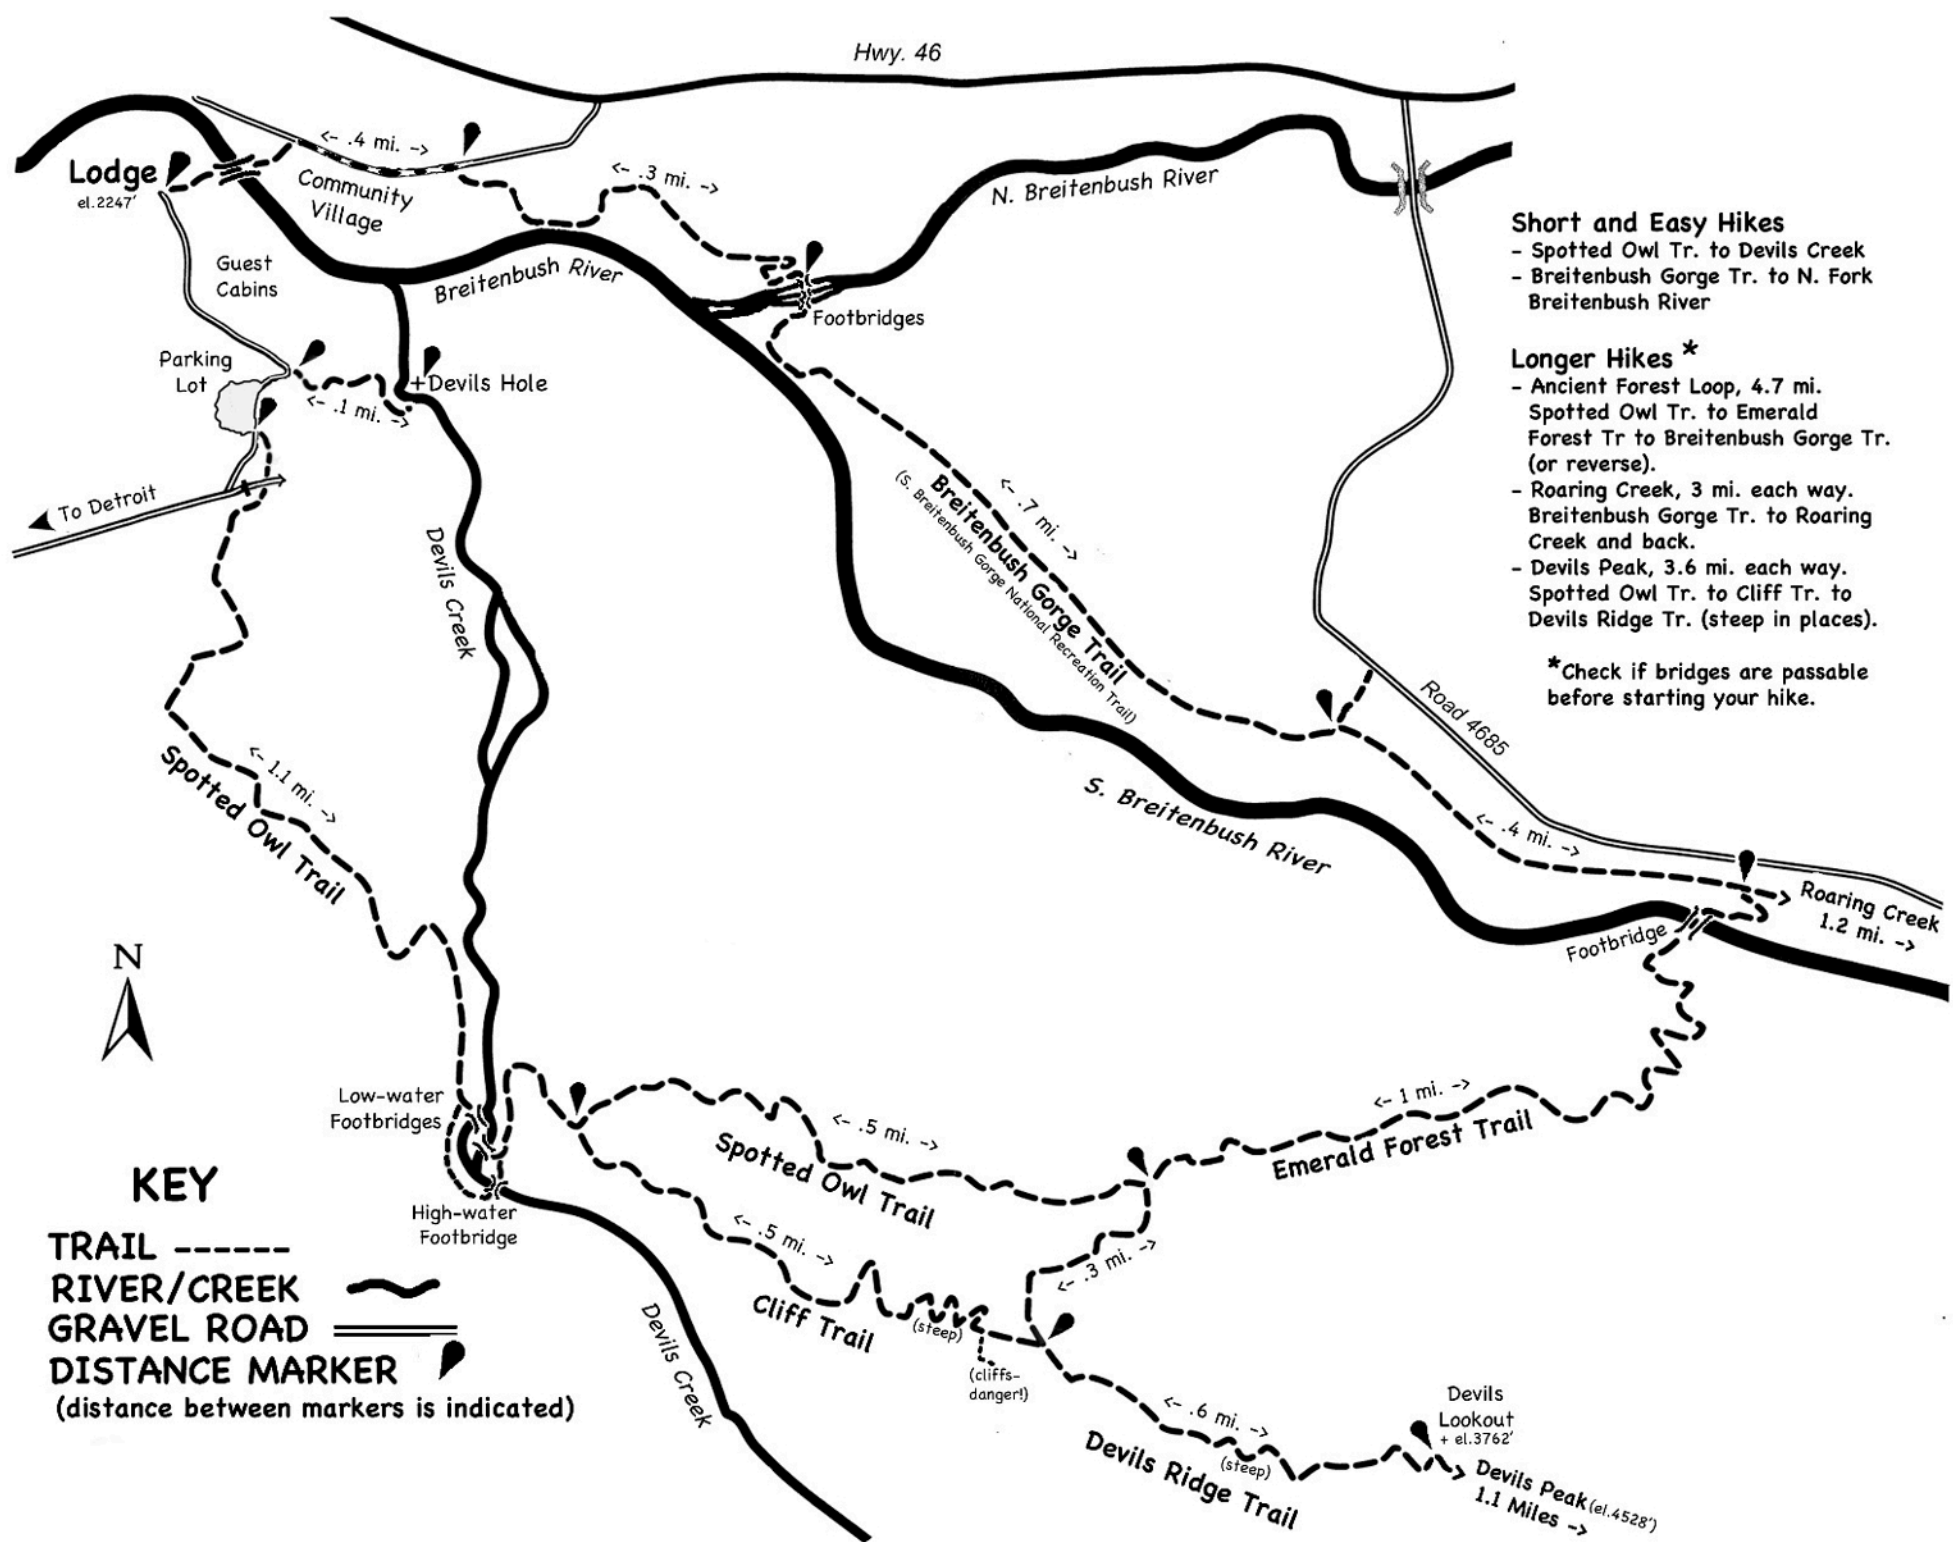 Hwy. 46
<- .4 mi. ->
Lodge
el.2247'
Community
Village
<- .3 mi. ->
N. Breitenbush River
Guest
Cabins
Breitenbush River
Footbridges
Parking
Lot
+Devils Hole
<- .1 mi. ->
To Detroit
Short and Easy Hikes
- Spotted Owl Tr. to Devils Creek
- Breitenbush Gorge Tr. to N. Fork
Breitenbush River
Longer Hikes *
- Ancient Forest Loop, 4.7 mi.
Spotted Owl Tr. to Emerald
Forest Tr to Breitenbush Gorge Tr.
(or reverse).
- Roaring Creek, 3 mi. each way.
Breitenbush Gorge Tr. to Roaring
Creek and back.
- Devils Peak, 3.6 mi. each way.
Spotted Owl Tr. to Cliff Tr. to
Devils Ridge Tr. (steep in places).
*Check if bridges are passable
before starting your hike.
Devils Creek
<- .7 mi. ->
Breitenbush Gorge Trail
(S. Breitenbush Gorge National Recreation Trail)
Road 4685
<- 1.1 mi. ->
Spotted Owl Trail
S. Breitenbush River
<- .4 mi. ->
Roaring Creek
1.2 mi. ->
Footbridge
N
Low-water
Footbridges
High-water
Footbridge
<- .5 mi. ->
Spotted Owl Trail
<- 1 mi. ->
Emerald Forest Trail
<- .5 mi. ->
Cliff Trail
(steep)
(cliffs-
danger!)
<- .3 mi. ->
Devils Creek
<- .6 mi. ->
(steep)
Devils Ridge Trail
Devils
Lookout
+ el.3762'
Devils Peak (el.4528')
1.1 Miles ->
KEY
TRAIL ------
RIVER/CREEK
GRAVEL ROAD
DISTANCE MARKER
(distance between markers is indicated)